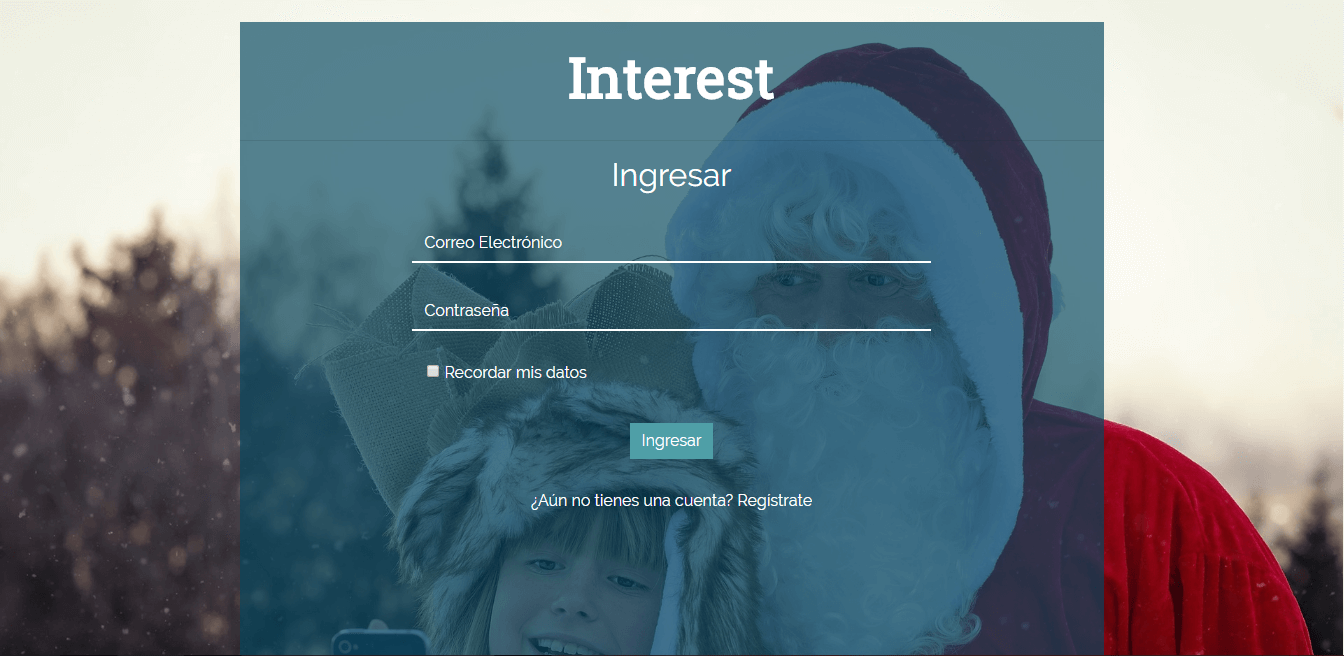 Interest
Ingresar
Correo Electrónico
Contraseña
Recordar mis datos
Ingresar
¿Aún no tienes una cuenta? Registrate